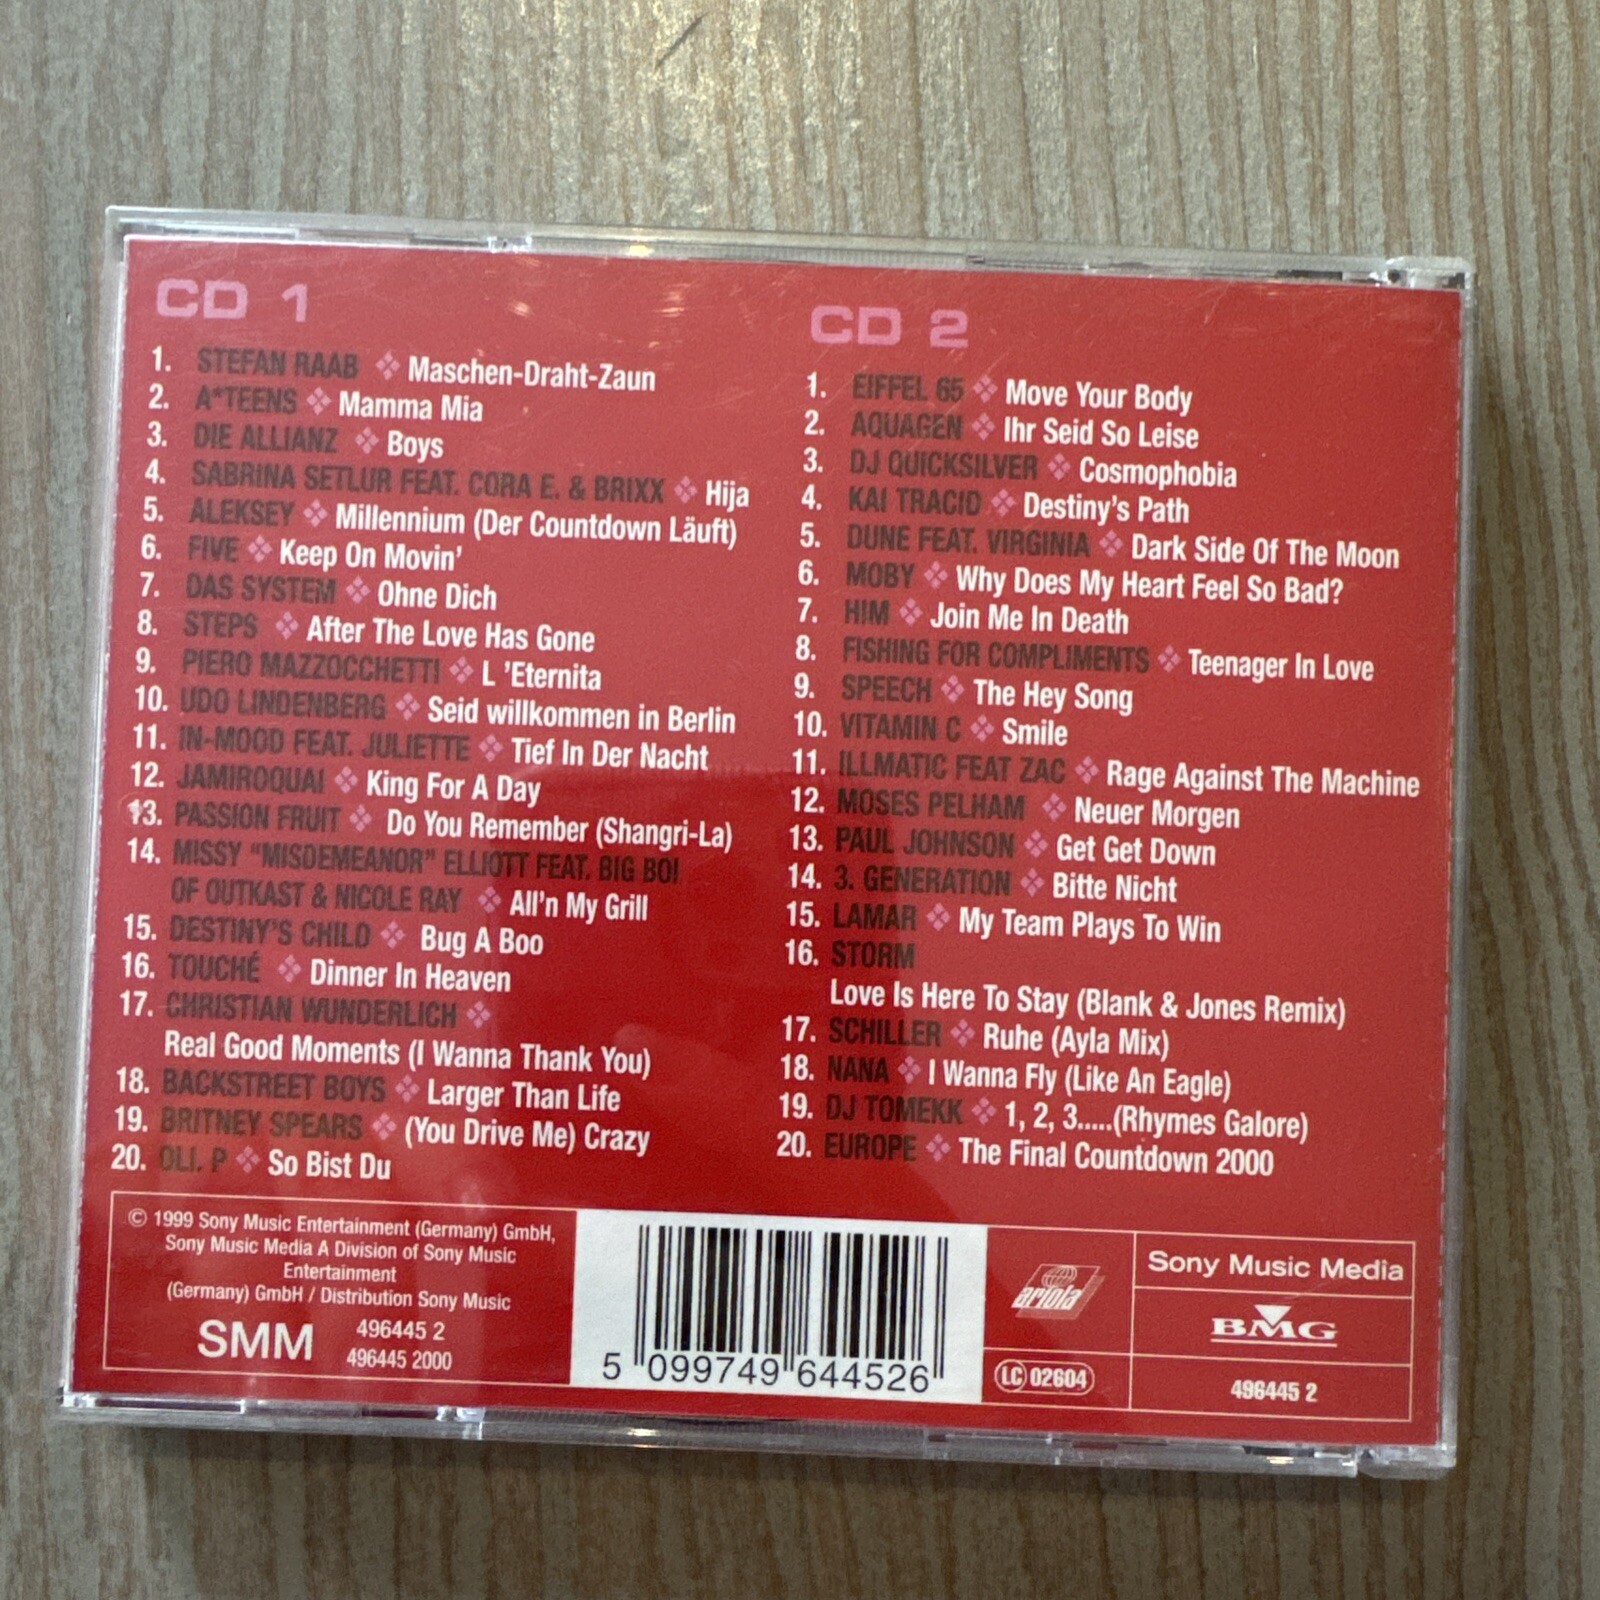 CD 1
1. STEFAN RAAB ❖ Maschen-Draht-Zaun
2. A*TEENS ❖ Mamma Mia
3. DIE ALLIANZ ❖ Boys
4. SABRINA SETLUR FEAT. CORA E. & BRIXX ❖ Hija
5. ALEKSEY ❖ Millennium (Der Countdown Läuft)
6. FIVE ❖ Keep On Movin'
7. DAS SYSTEM ❖ Ohne Dich
8. STEPS ❖ After The Love Has Gone
9. PIERO MAZZOCCHETTI ❖ L 'Eternita
10. UDO LINDENBERG ❖ Seid willkommen in Berlin
11. IN-MOOD FEAT. JULIETTE ❖ Tief In Der Nacht
12. JAMIROQUAI ❖ King For A Day
13. PASSION FRUIT ❖ Do You Remember (Shangri-La)
14. MISSY "MISDEMEANOR" ELLIOTT FEAT. BIG BOI
OF OUTKAST & NICOLE RAY ❖ All'n My Grill
15. DESTINY'S CHILD ❖ Bug A Boo
16. TOUCHÉ ❖ Dinner In Heaven
17. CHRISTIAN WUNDERLICH ❖
Real Good Moments (I Wanna Thank You)
18. BACKSTREET BOYS ❖ Larger Than Life
19. BRITNEY SPEARS ❖ (You Drive Me) Crazy
20. OLI. P ❖ So Bist Du
CD 2
1. EIFFEL 65 ❖ Move Your Body
2. AQUAGEN ❖ Ihr Seid So Leise
3. DJ QUICKSILVER ❖ Cosmophobia
4. KAI TRACID ❖ Destiny's Path
5. DUNE FEAT. VIRGINIA ❖ Dark Side Of The Moon
6. MOBY ❖ Why Does My Heart Feel So Bad?
7. HIM ❖ Join Me In Death
8. FISHING FOR COMPLIMENTS ❖ Teenager In Love
9. SPEECH ❖ The Hey Song
10. VITAMIN C ❖ Smile
11. ILLMATIC FEAT ZAC ❖ Rage Against The Machine
12. MOSES PELHAM ❖ Neuer Morgen
13. PAUL JOHNSON ❖ Get Get Down
14. 3. GENERATION ❖ Bitte Nicht
15. LAMAR ❖ My Team Plays To Win
16. STORM
Love Is Here To Stay (Blank & Jones Remix)
17. SCHILLER ❖ Ruhe (Ayla Mix)
18. NANA ❖ I Wanna Fly (Like An Eagle)
19. DJ TOMEKK ❖ 1, 2, 3.....(Rhymes Galore)
20. EUROPE ❖ The Final Countdown 2000
© 1999 Sony Music Entertainment (Germany) GmbH,
Sony Music Media A Division of Sony Music
Entertainment
(Germany) GmbH / Distribution Sony Music
SMM 496445 2
496445 2000
5 099749 644526
ariola
LC 02604
Sony Music Media
BMG
496445 2